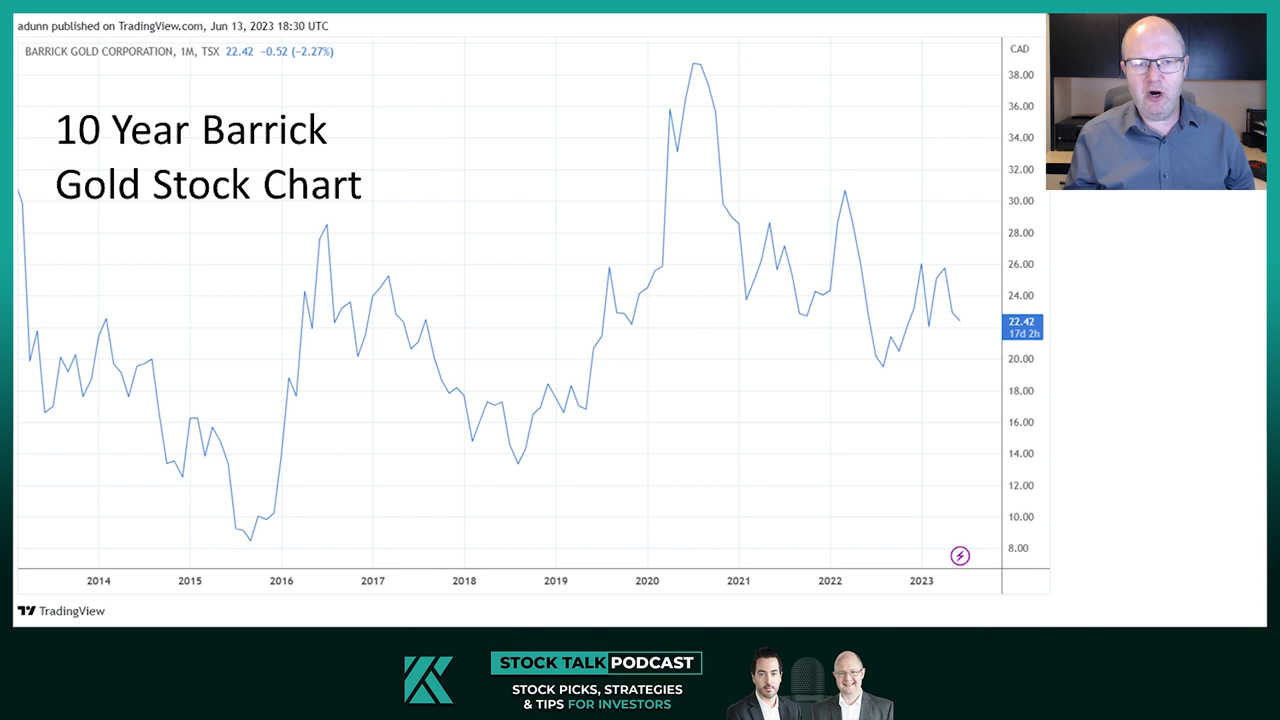 adunn published on TradingView.com, Jun 13, 2023 18:30 UTC
BARRICK GOLD CORPORATION, 1M, TSX 22.42 −0.52 (−2.27%)
CAD
10 Year Barrick
Gold Stock Chart
38.00
36.00
34.00
32.00
30.00
28.00
26.00
24.00
22.42
17d 2h
20.00
18.00
16.00
14.00
12.00
10.00
8.00
2014 2015 2016 2017 2018 2019 2020 2021 2022 2023
TradingView
STOCK TALK PODCAST
STOCK PICKS, STRATEGIES
& TIPS FOR INVESTORS